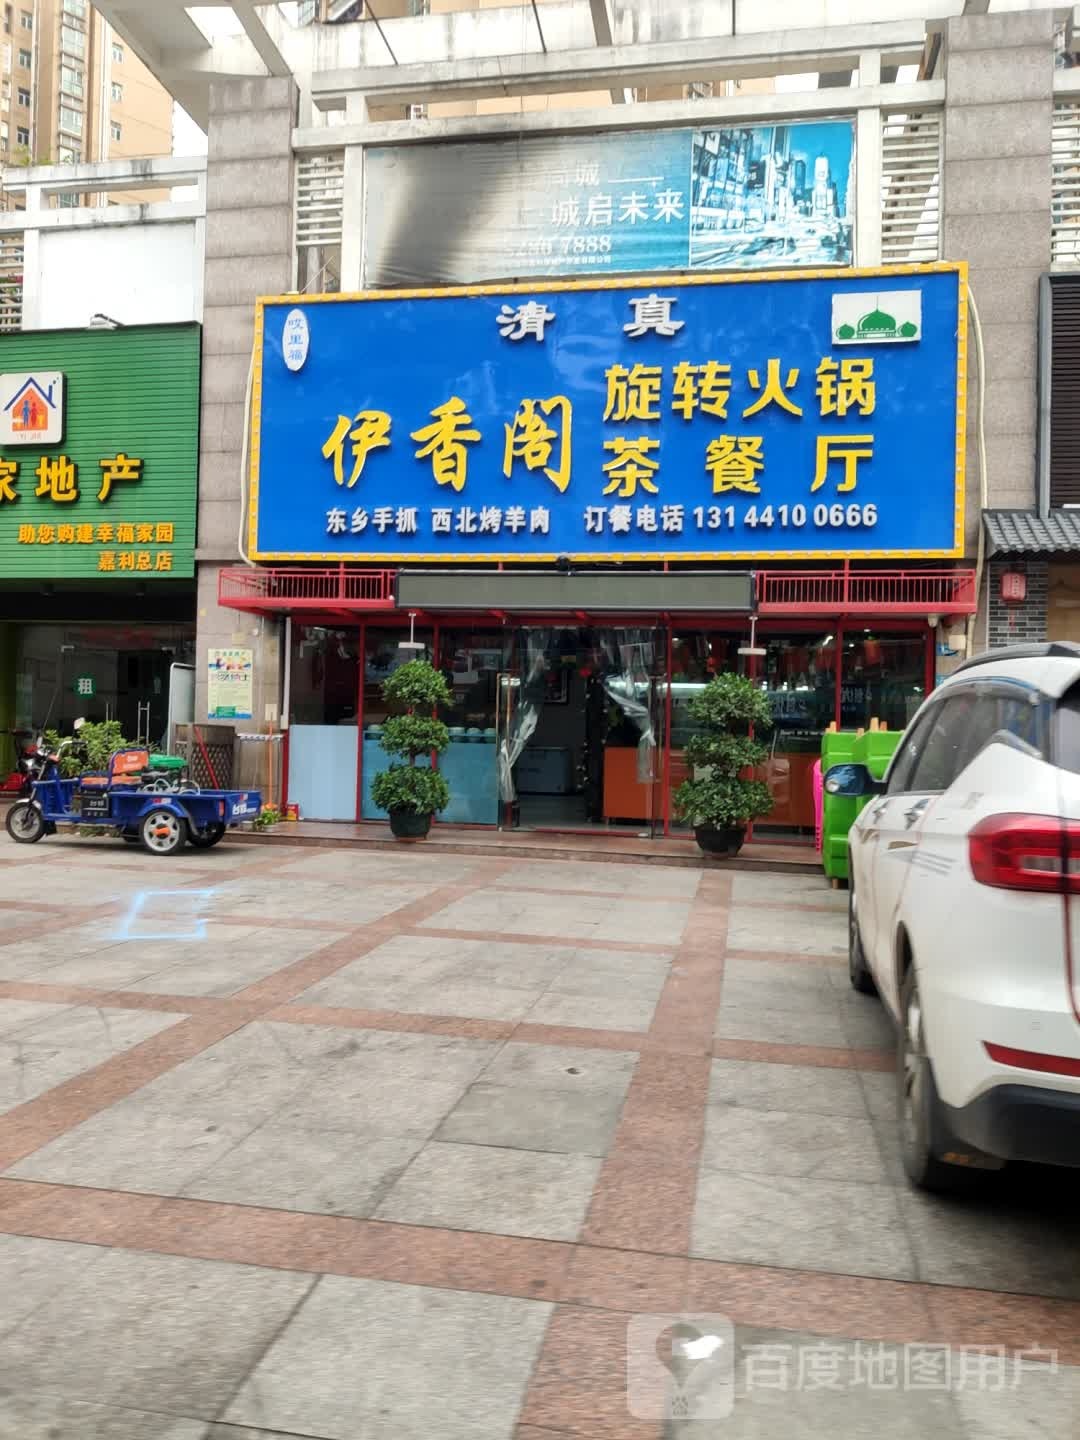 城启未来
7888
清真
哎里福
伊香阁
旋转火锅
茶餐厅
东乡手抓 西北烤羊肉 订餐电话 131 4410 0666
家地产
助您购建幸福家园
嘉利总店
租
百度地图用户